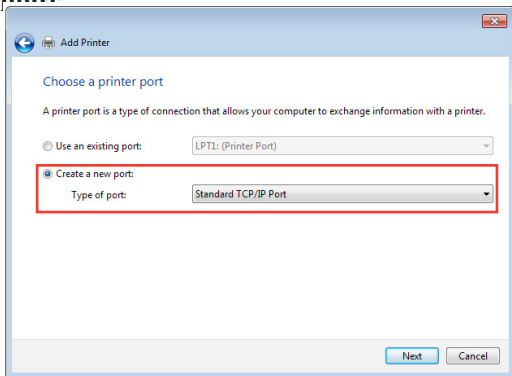 Add Printer
Choose a printer port
A printer port is a type of connection that allows your computer to exchange information with a printer.
Use an existing port: LPT1: (Printer Port)
Create a new port:
Type of port: Standard TCP/IP Port
Next Cancel